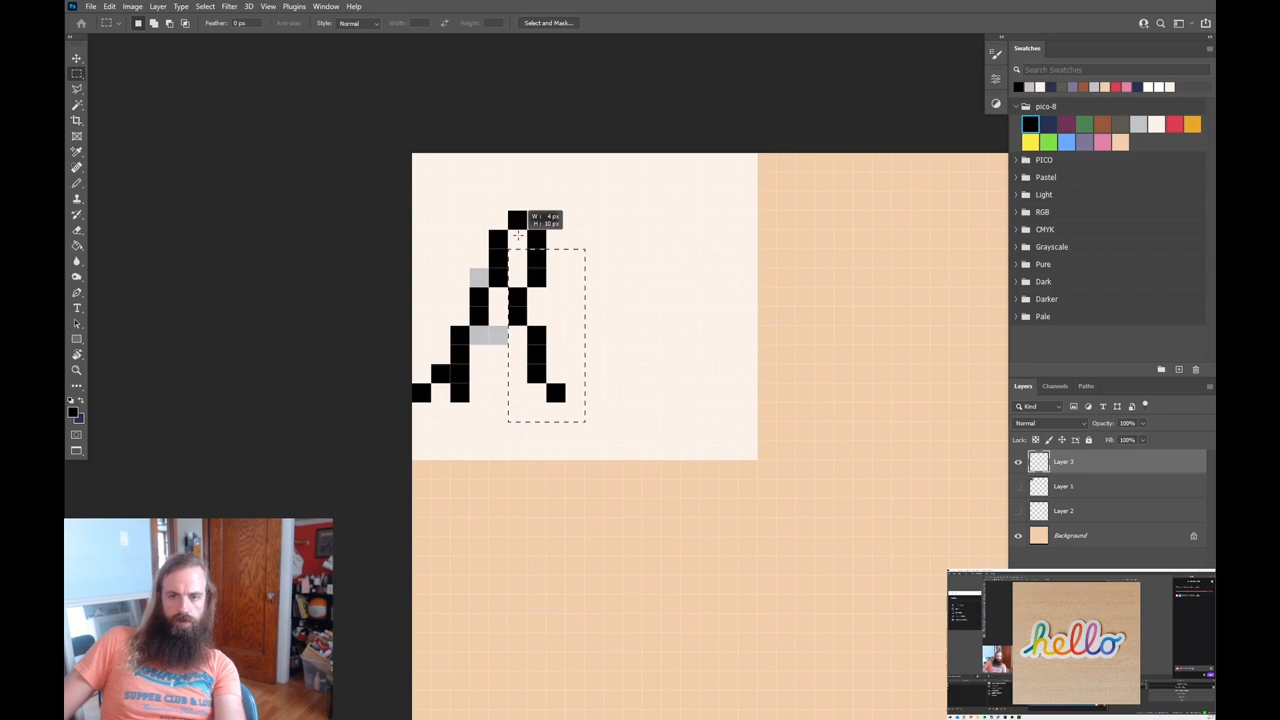 Ps File Edit Image Layer Type Select Filter 3D View Plugins Window Help
Feather: 0 px Anti-alias Style: Normal Width: Height: Select and Mask...
Swatches
Search Swatches
pico-8
PICO
Pastel
Light
RGB
CMYK
Grayscale
Pure
Dark
Darker
Pale
W: 4 px
H: 10 px
Layers Channels Paths
Kind
Normal Opacity: 100%
Lock: Fill: 100%
Layer 3
Layer 1
Layer 2
Background
hello
SUPPER CLUB &